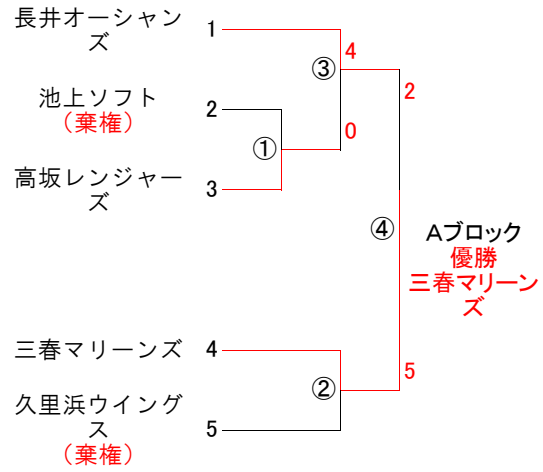 長井オーシャン
ズ
1
4
③
2
池上ソフト
（棄権）
2
①
0
高坂レンジャー
ズ
3
④
Aブロック
優勝
三春マリーン
ズ
三春マリーンズ
4
②
5
久里浜ウイング
ス
（棄権）
5